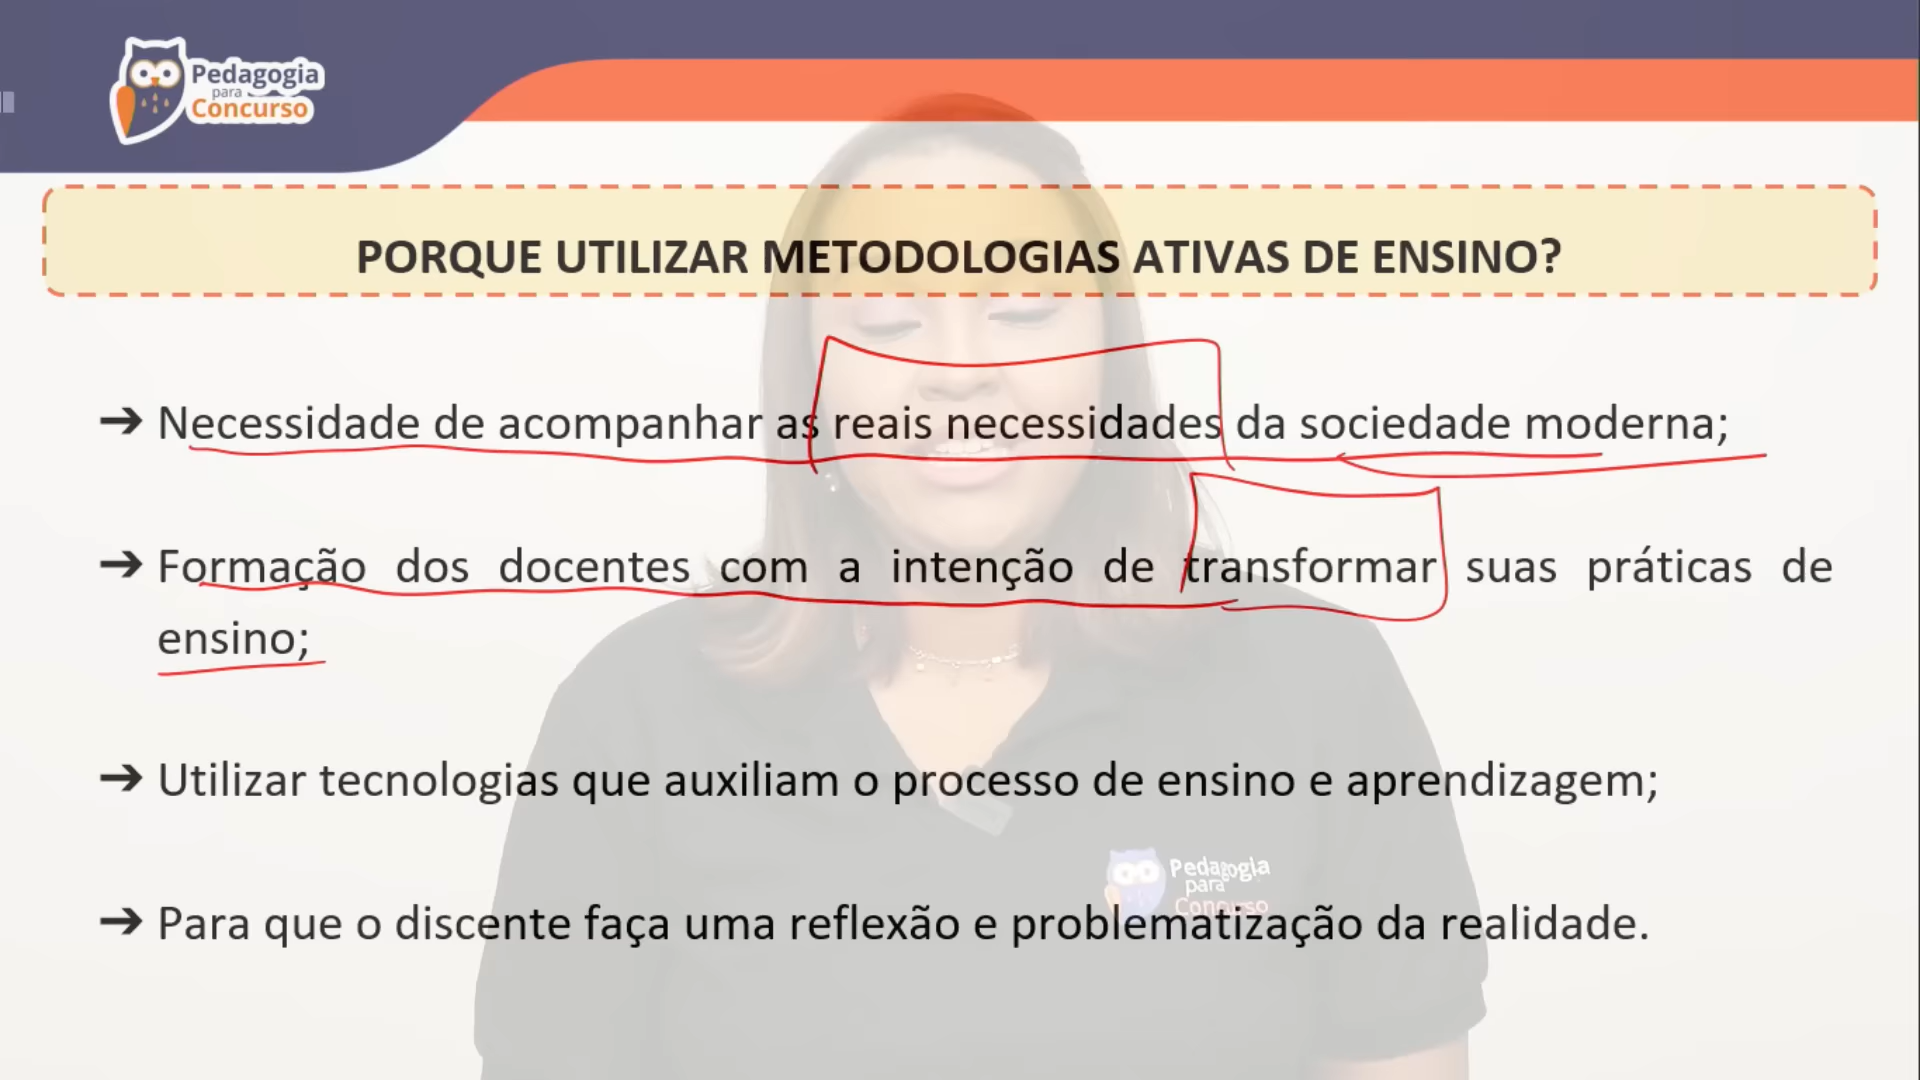 Pedagogia
para
Concurso
PORQUE UTILIZAR METODOLOGIAS ATIVAS DE ENSINO?
➔ Necessidade de acompanhar as reais necessidades da sociedade moderna;
➔ Formação dos docentes com a intenção de transformar suas práticas de
ensino;
➔ Utilizar tecnologias que auxiliam o processo de ensino e aprendizagem;
Pedagogia
para
Concurso
➔ Para que o discente faça uma reflexão e problematização da realidade.